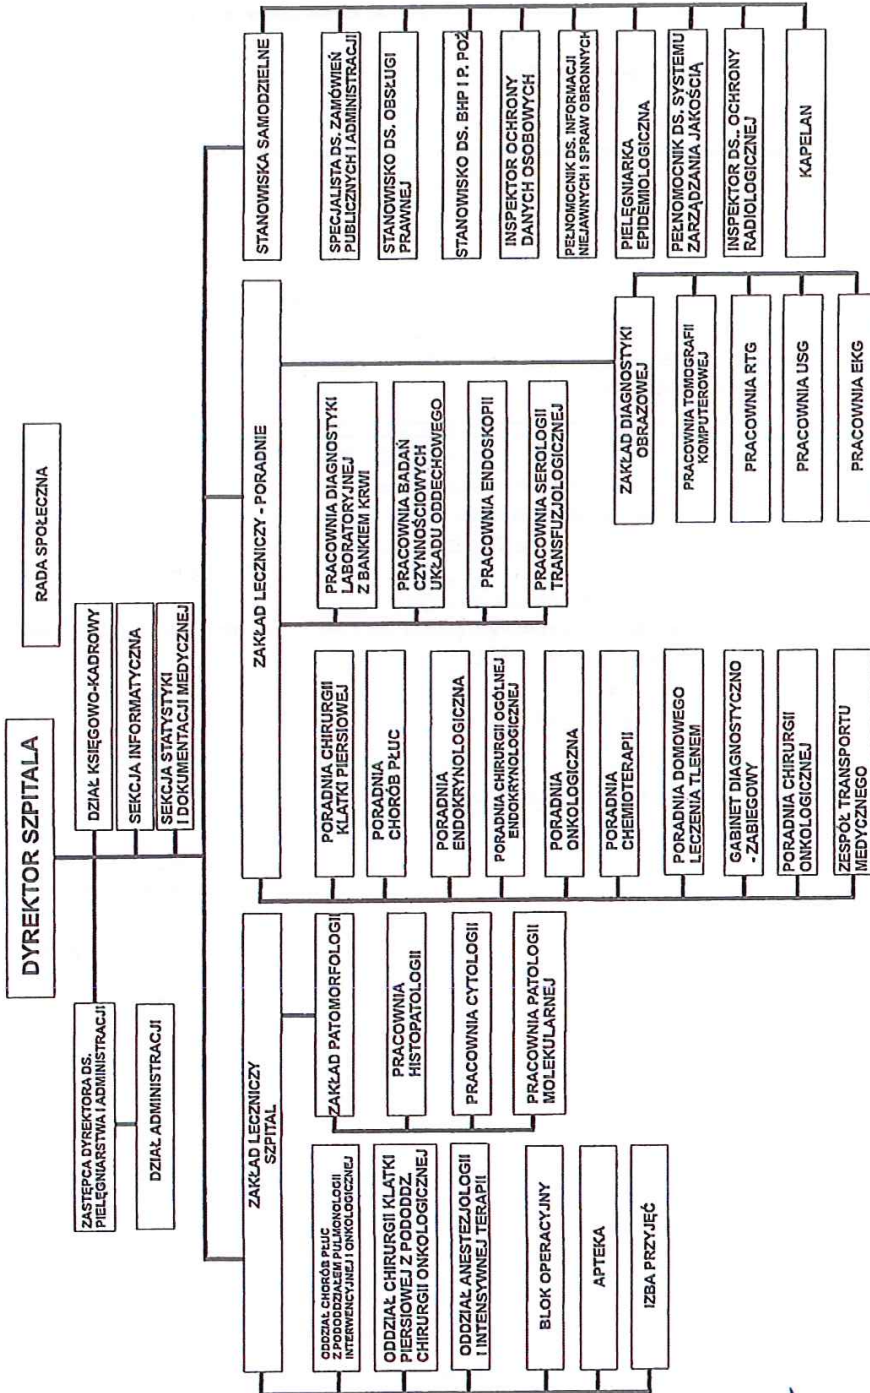 DYREKTOR SZPITALA
RADA SPOŁECZNA
ZASTĘPCA DYREKTORA DS.
PIELĘGNIARSTWA I ADMINISTRACJI
DZIAŁ ADMINISTRACJI
DZIAŁ KSIĘGOWO-KADROWY
SEKCJA INFORMATYCZNA
SEKCJA STATYSTYKI
I DOKUMENTACJI MEDYCZNEJ
ZAKŁAD LECZNICZY
SZPITAL
ODDZIAŁ CHORÓB PŁUC
Z PODODDZIAŁEM PULMONOLOGII
INTERWENCYJNEJ I ONKOLOGICZNEJ
ODDZIAŁ CHIRURGII KLATKI
PIERSIOWEJ Z PODODDZ.
CHIRURGII ONKOLOGICZNEJ
ODDZIAŁ ANESTEZJOLOGII
I INTENSYWNEJ TERAPII
BLOK OPERACYJNY
APTEKA
IZBA PRZYJĘĆ
ZAKŁAD PATOMORFOLOGII
PRACOWNIA
HISTOPATOLOGII
PRACOWNIA CYTOLOGII
PRACOWNIA PATOLOGII
MOLEKULARNEJ
ZAKŁAD LECZNICZY - PORADNIE
PORADNIA CHIRURGII
KLATKI PIERSIOWEJ
PORADNIA
CHORÓB PŁUC
PORADNIA
ENDOKRYNOLOGICZNA
PORADNIA CHIRURGII OGÓLNEJ
ENDOKRYNOLOGICZNEJ
PORADNIA
ONKOLOGICZNA
PORADNIA
CHEMIOTERAPII
PORADNIA DOMOWEGO
LECZENIA TLENEM
GABINET DIAGNOSTYCZNO
-ZABIEGOWY
PORADNIA CHIRURGII
ONKOLOGICZNEJ
ZESPÓŁ TRANSPORTU
MEDYCZNEGO
PRACOWNIA DIAGNOSTYKI
LABORATORYJNEJ
Z BANKIEM KRWI
PRACOWNIA BADAŃ
CZYNNOŚCIOWYCH
UKŁADU ODDECHOWEGO
PRACOWNIA ENDOSKOPII
PRACOWNIA SEROLOGII
TRANSFUZJOLOGICZNEJ
ZAKŁAD DIAGNOSTYKI
OBRAZOWEJ
PRACOWNIA TOMOGRAFII
KOMPUTEROWEJ
PRACOWNIA RTG
PRACOWNIA USG
PRACOWNIA EKG
STANOWISKA SAMODZIELNE
SPECJALISTA DS. ZAMÓWIEŃ
PUBLICZNYCH I ADMINISTRACJI
STANOWISKO DS. OBSŁUGI
PRAWNEJ
STANOWISKO DS. BHP I P. POŻ
INSPEKTOR OCHRONY
DANYCH OSOBOWYCH
PEŁNOMOCNIK DS. INFORMACJI
NIEJAWNYCH I SPRAW OBRONNYCH
PIELĘGNIARKA
EPIDEMIOLOGICZNA
PEŁNOMOCNIK DS. SYSTEMU
ZARZĄDZANIA JAKOŚCIĄ
INSPEKTOR DS.. OCHRONY
RADIOLOGICZNEJ
KAPELAN